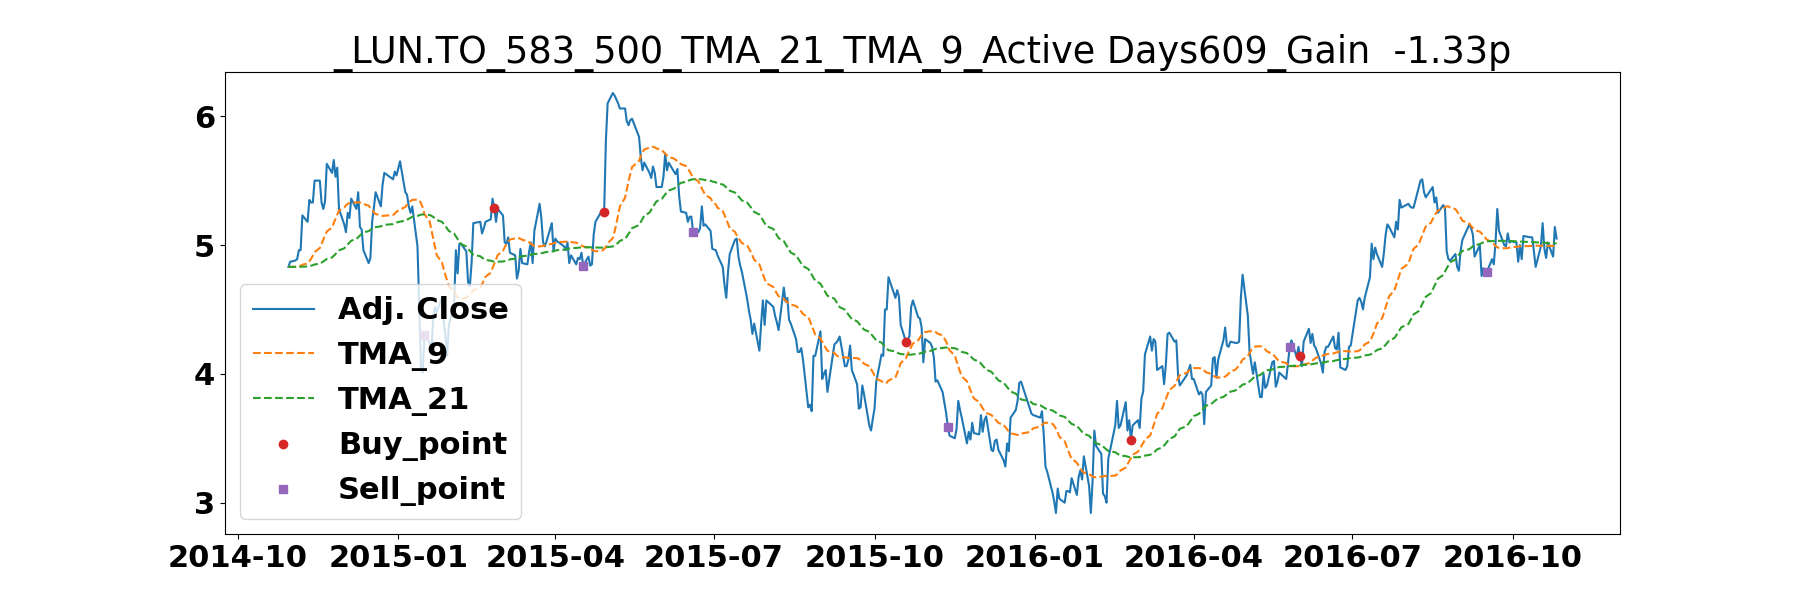 _LUN.TO_583_500_TMA_21_TMA_9_Active Days609_Gain  -1.33p
6
5
4
3
Adj. Close
TMA_9
TMA_21
Buy_point
Sell_point
2014-10 2015-01 2015-04 2015-07 2015-10 2016-01 2016-04 2016-07 2016-10